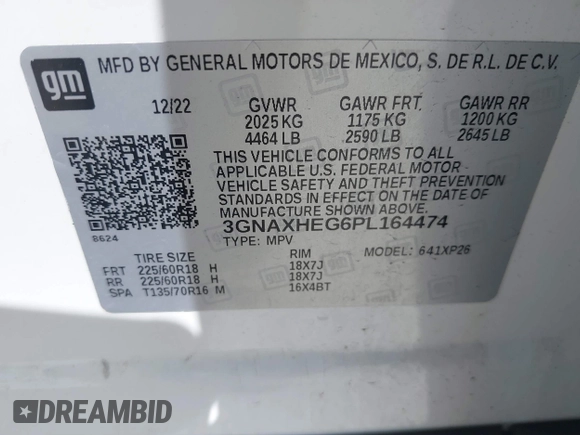 gm
MFD BY GENERAL MOTORS DE MEXICO, S. DE R.L. DE C.V.
12/22 GVWR GAWR FRT. GAWR RR
2025 KG 1175 KG 1200 KG
4464 LB 2590 LB 2645 LB
THIS VEHICLE CONFORMS TO ALL
APPLICABLE U.S. FEDERAL MOTOR
VEHICLE SAFETY AND THEFT PREVENTION
STANDARDS IN EFFECT ON THE DATE OF
MANUFACTURE SHOWN ABOVE.
8624 3GNAXHEG6PL164474
TYPE: MPV
TIRE SIZE RIM MODEL: 641XP26
FRT 225/60R18 H 18X7J
RR 225/60R18 H 18X7J
SPA T135/70R16 M 16X4BT
DREAMBID